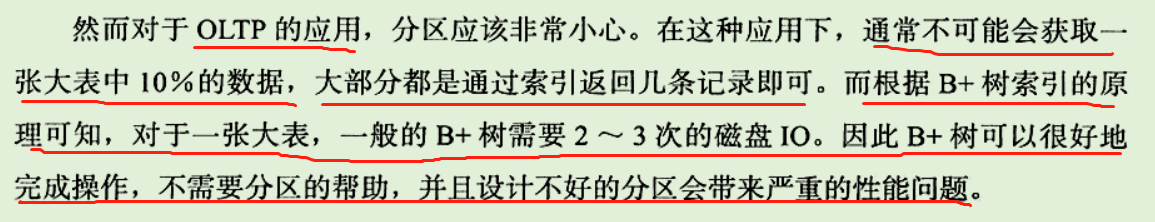 然而对于 OLTP 的应用，分区应该非常小心。在这种应用下，通常不可能会获取一
张大表中 10%的数据，大部分都是通过索引返回几条记录即可。而根据 B+ 树索引的原
理可知，对于一张大表，一般的 B+ 树需要 2 ～ 3 次的磁盘 IO。因此 B+ 树可以很好地
完成操作，不需要分区的帮助，并且设计不好的分区会带来严重的性能问题。